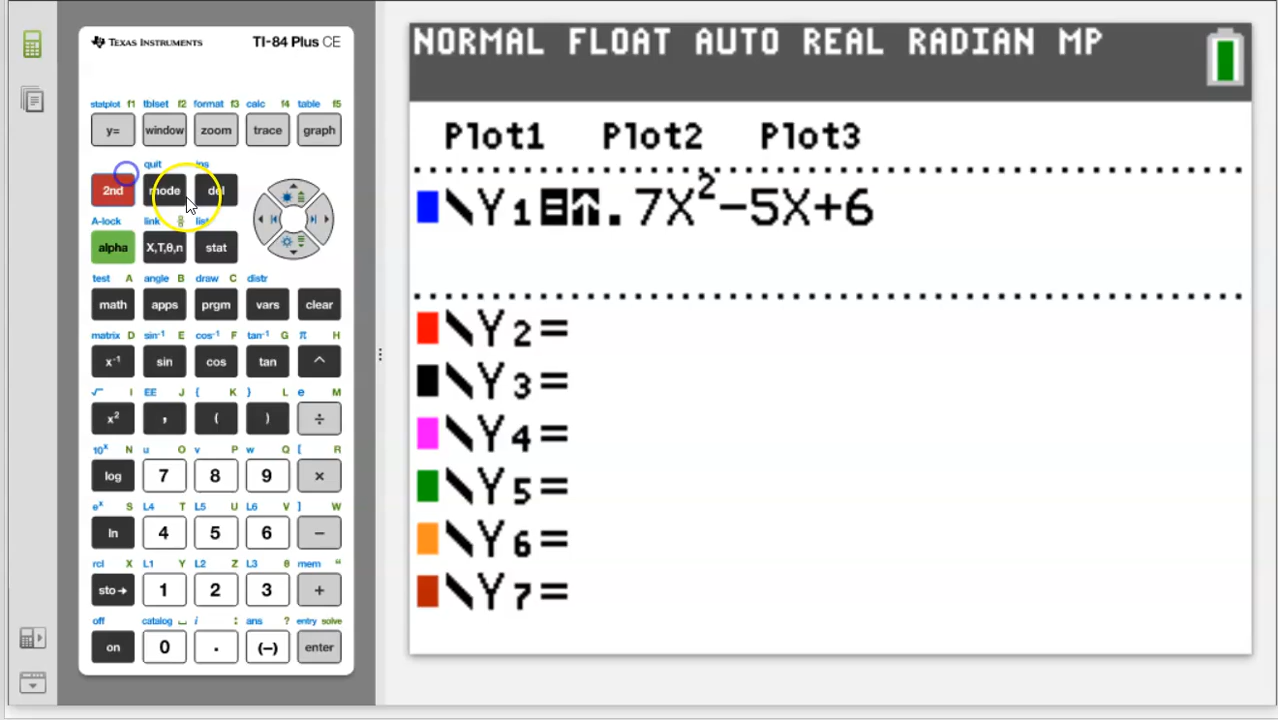 TEXAS INSTRUMENTS TI-84 Plus CE
NORMAL FLOAT AUTO REAL RADIAN MP
Plot1 Plot2 Plot3
\Y1=↑.7X²-5X+6
\Y2=
\Y3=
\Y4=
\Y5=
\Y6=
\Y7=
statplot f1 tblset f2 format f3 calc f4 table f5
y= window zoom trace graph
quit ins
2nd mode del
A-lock link θ list
alpha X,T,θ,n stat
test A angle B draw C distr
math apps prgm vars clear
matrix D sin⁻¹ E cos⁻¹ F tan⁻¹ G π H
x⁻¹ sin cos tan ^
√ I EE J { K } L e M
x² , ( ) ÷
10ˣ N u O v P w Q [ R
log 7 8 9 ×
eˣ S L4 T L5 U L6 V ] W
ln 4 5 6 −
rcl X L1 Y L2 Z L3 θ mem "
sto→ 1 2 3 +
off catalog ⎵ i : ans ? entry solve
on 0 . (−) enter